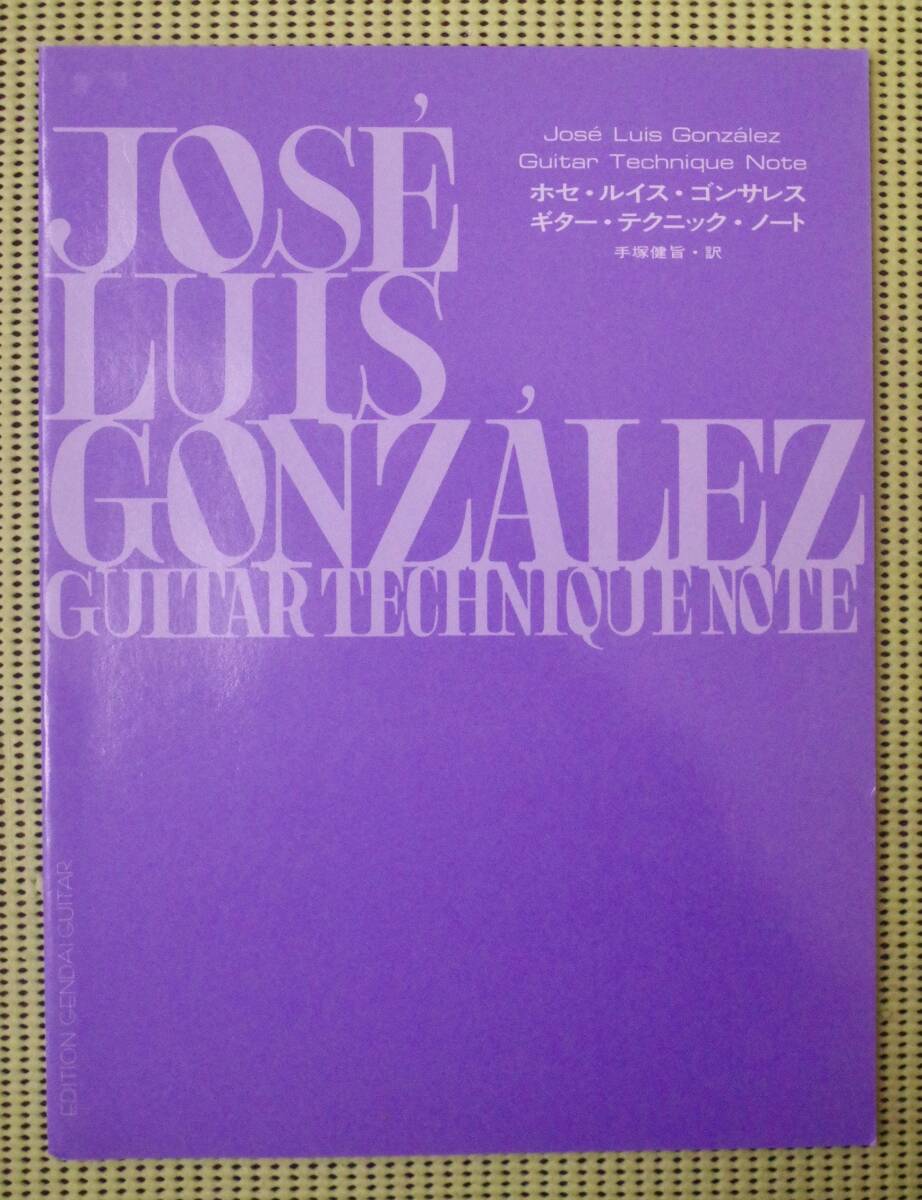 JOSÉ
LUIS
GONZÁLEZ
GUITAR TECHNIQUE NOTE
José Luis González
Guitar Technique Note
ホセ・ルイス・ゴンサレス
ギター・テクニック・ノート
手塚健旨・訳
EDITION GENDAI GUITAR